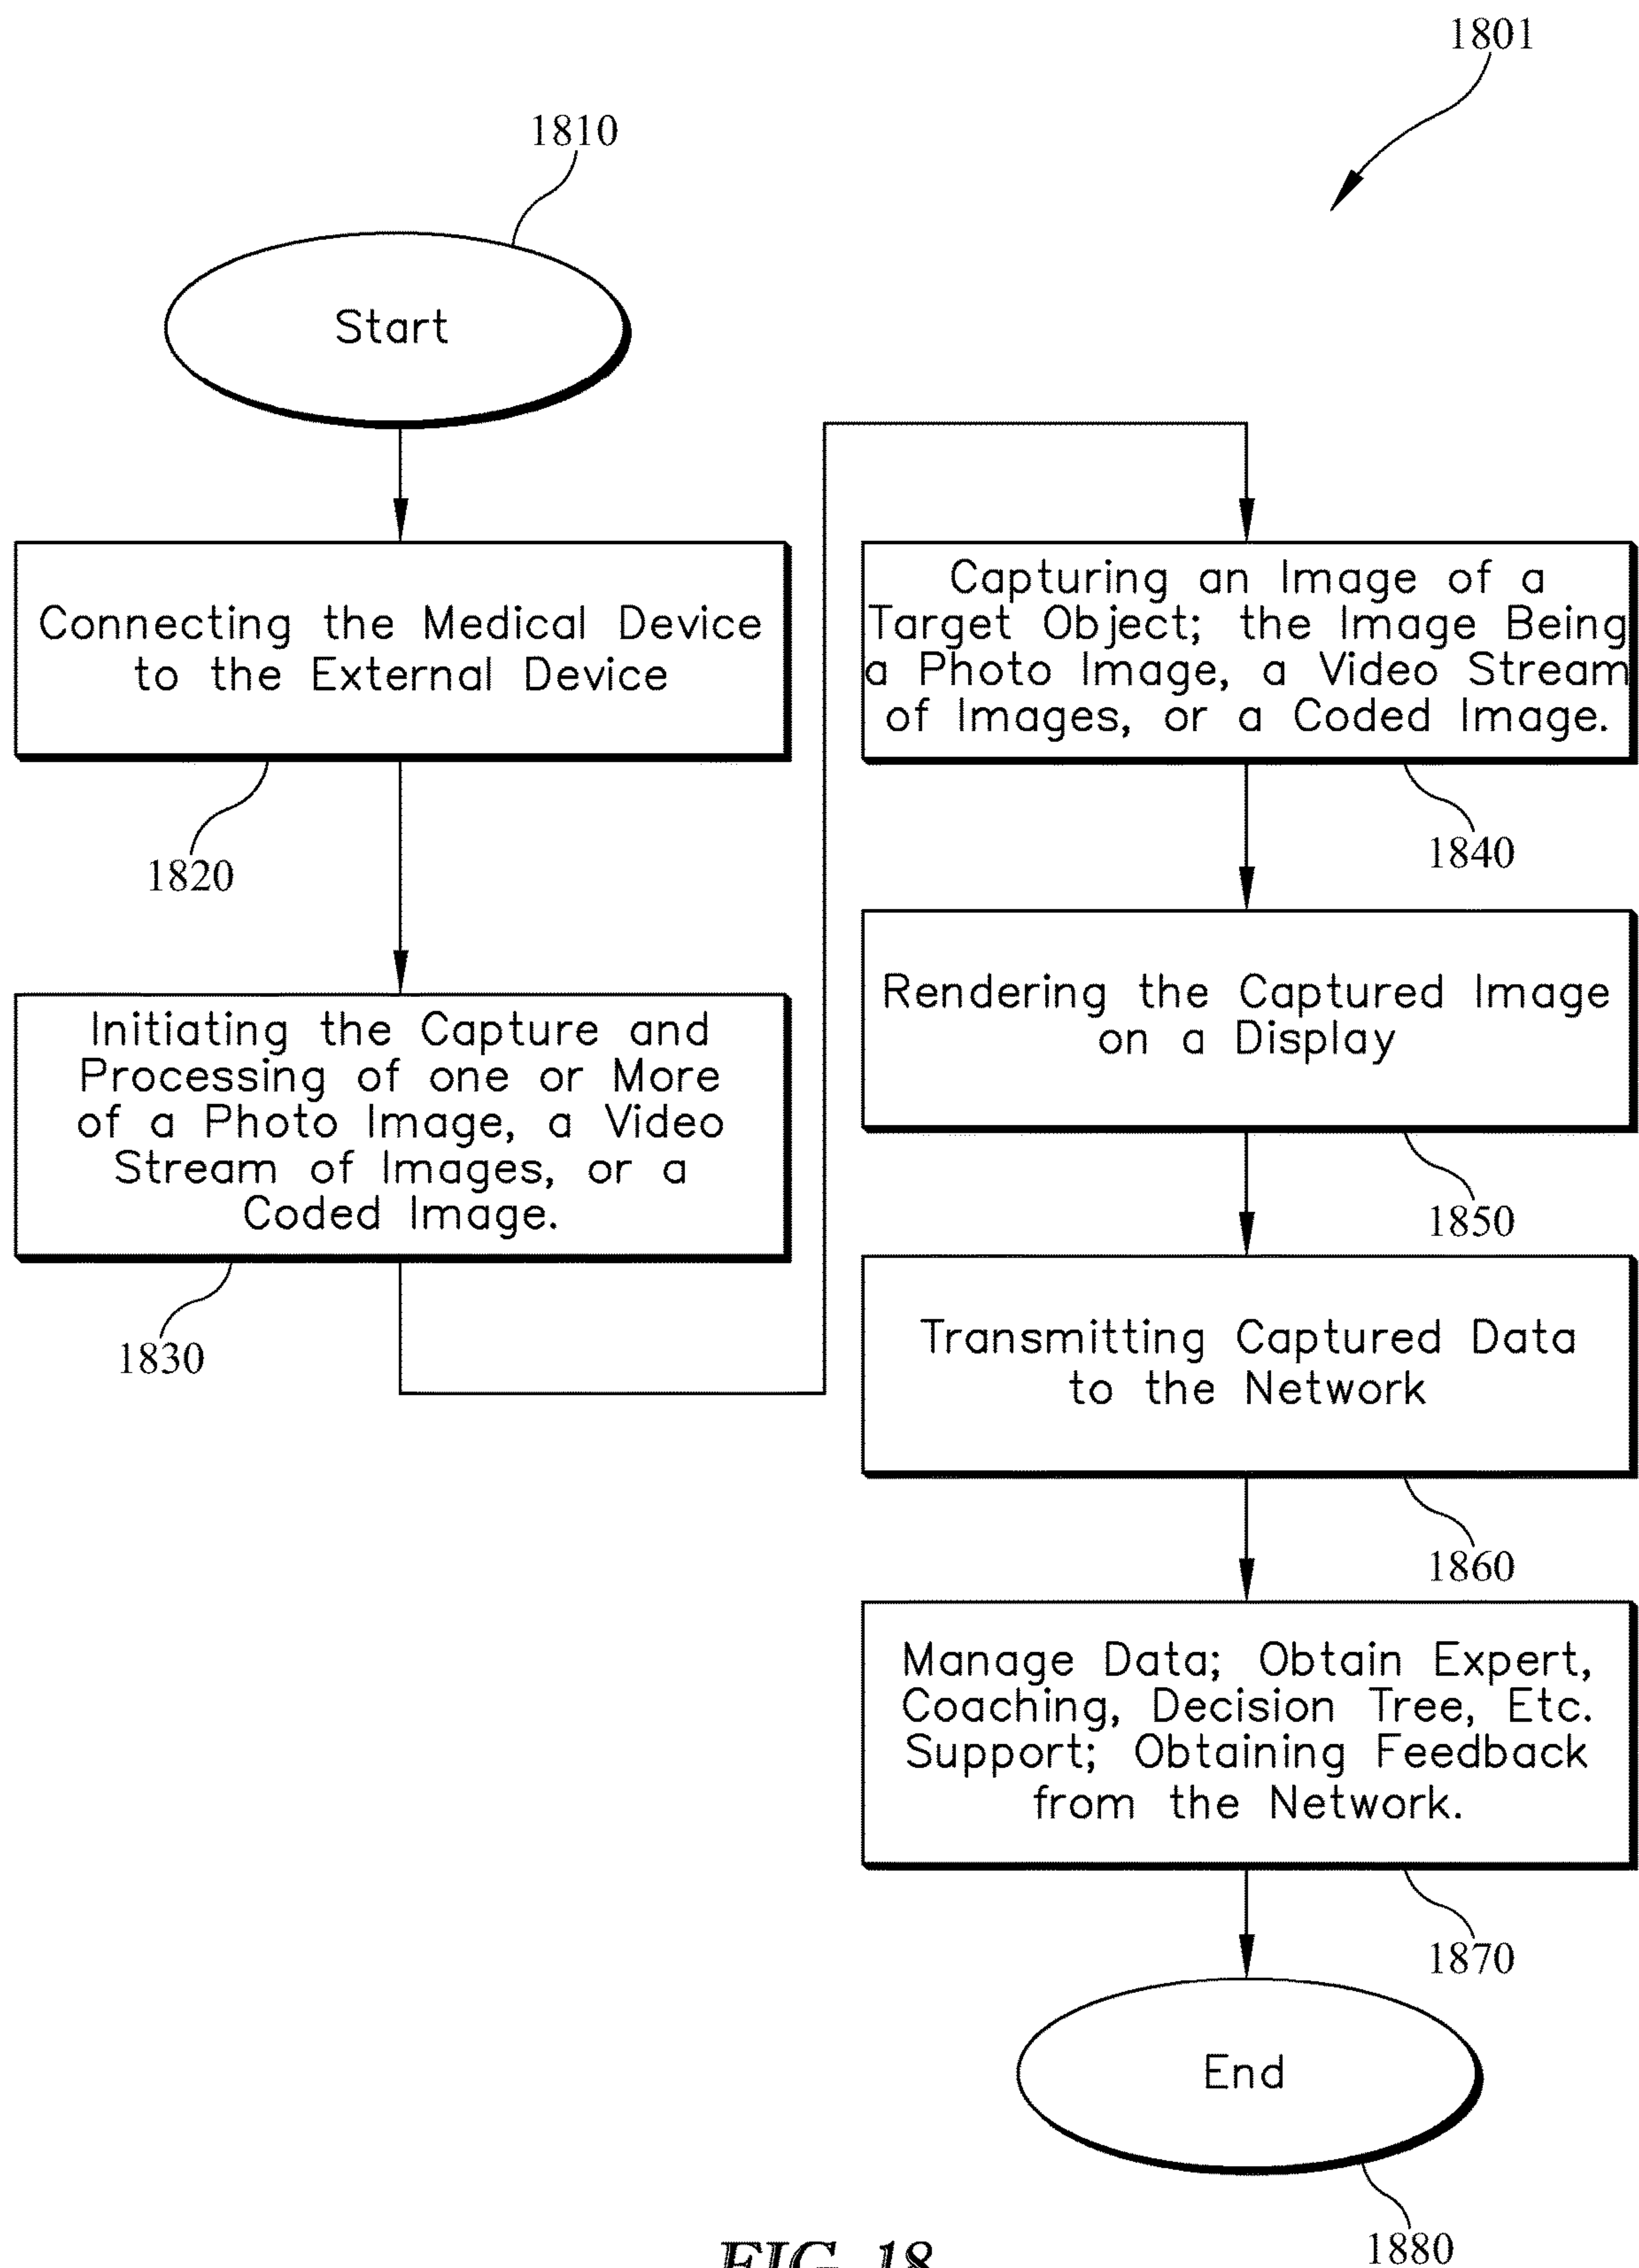 1801
1810
Start
Connecting the Medical Device
to the External Device
1820
Initiating the Capture and
Processing of one or More
of a Photo Image, a Video
Stream of Images, or a
Coded Image.
1830
Capturing an Image of a
Target Object; the Image Being
a Photo Image, a Video Stream
of Images, or a Coded Image.
1840
Rendering the Captured Image
on a Display
1850
Transmitting Captured Data
to the Network
1860
Manage Data; Obtain Expert,
Coaching, Decision Tree, Etc.
Support; Obtaining Feedback
from the Network.
1870
End
1880
FIG. 18